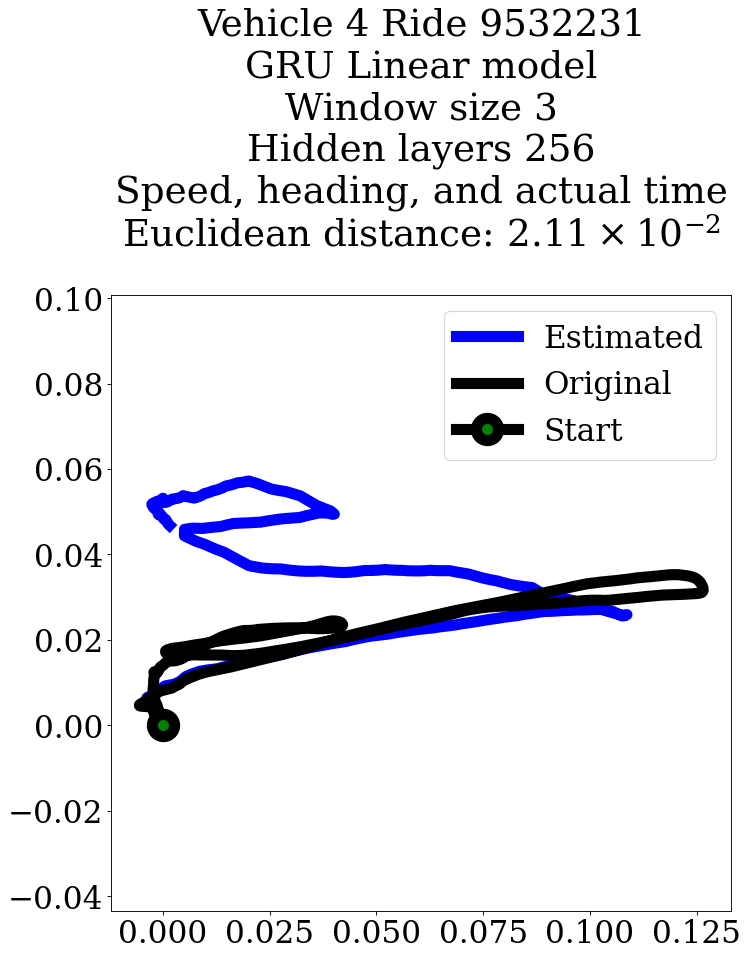 Vehicle 4 Ride 9532231
GRU Linear model
Window size 3
Hidden layers 256
Speed, heading, and actual time
Euclidean distance: 2.11 × 10⁻²
0.10
0.08
0.06
0.04
0.02
0.00
−0.02
−0.04
Estimated
Original
Start
0.000 0.025 0.050 0.075 0.100 0.125